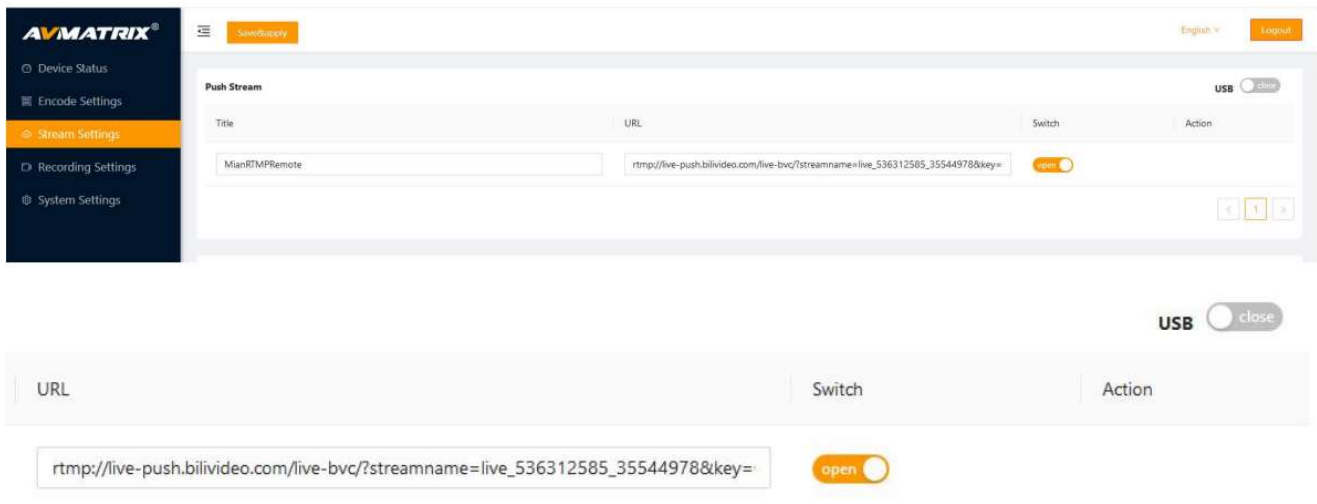 AVMATRIX®
Save&apply
English
Logout
Device Status
Encode Settings
Stream Settings
Recording Settings
System Settings
Push Stream
USB close
Title URL Switch Action
MianRTMPRemote rtmp://live-push.bilivideo.com/live-bvc/?streamname=live_536312585_35544978&key= open
< 1 >
USB close
URL Switch Action
rtmp://live-push.bilivideo.com/live-bvc/?streamname=live_536312585_35544978&key= open